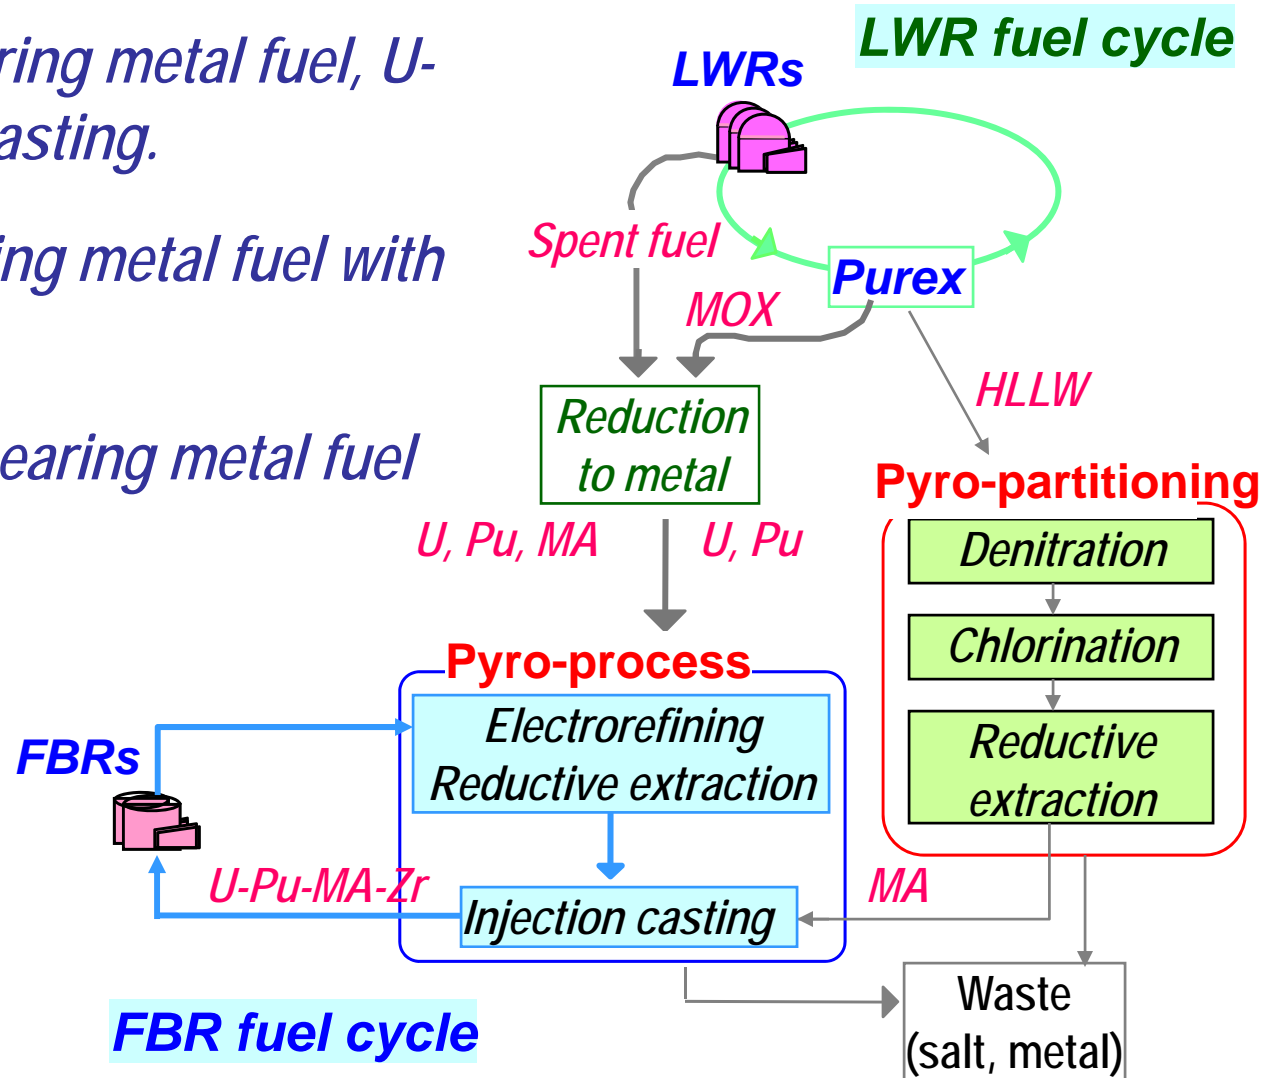 ring metal fuel, U-
asting.
ing metal fuel with
earing metal fuel
LWR fuel cycle
LWRs
Spent fuel
Purex
MOX
HLLW
Reduction
to metal
U, Pu, MA
U, Pu
Pyro-partitioning
Denitration
Chlorination
Reductive
extraction
Pyro-process
Electrorefining
Reductive extraction
FBRs
U-Pu-MA-Zr
Injection casting
MA
Waste
(salt, metal)
FBR fuel cycle